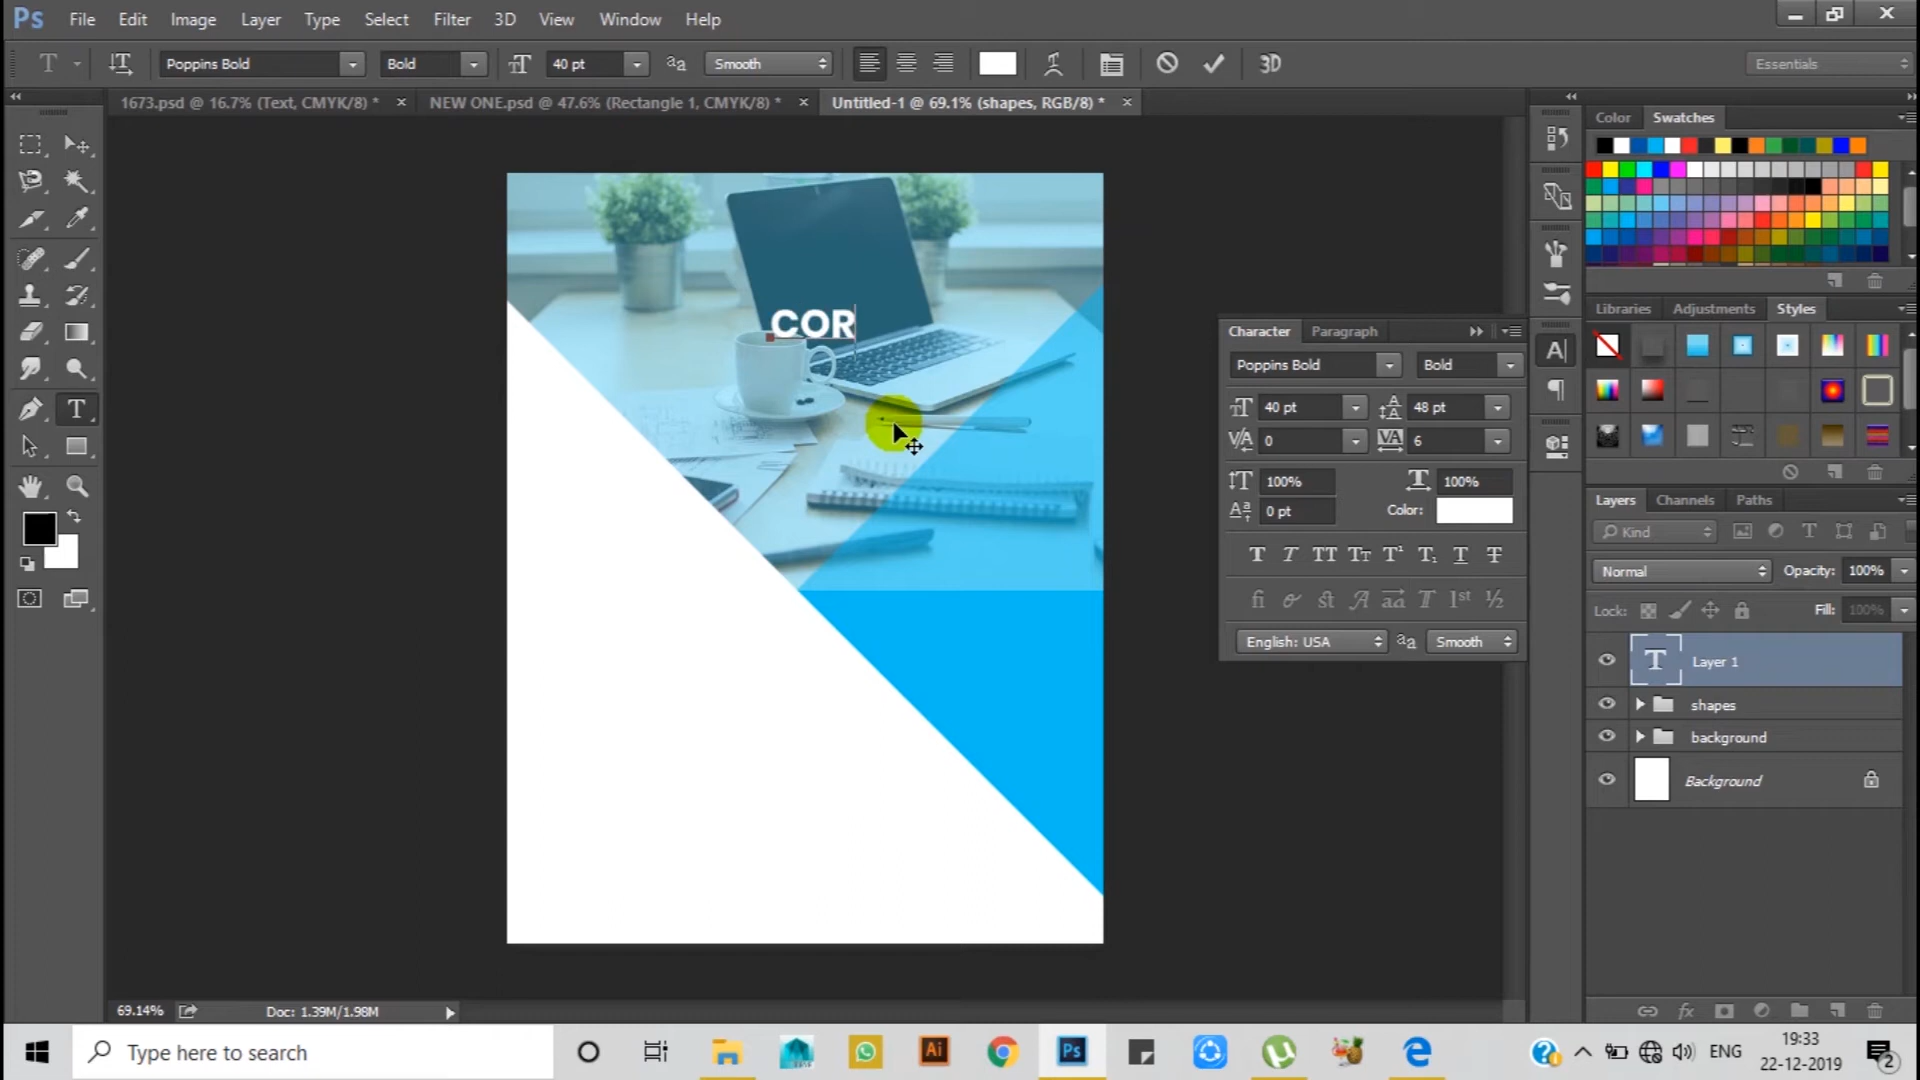 Ps File Edit Image Layer Type Select Filter 3D View Window Help
T Poppins Bold Bold 40 pt Smooth 3D Essentials
1673.psd @ 16.7% (Text, CMYK/8) * × NEW ONE.psd @ 47.6% (Rectangle 1, CMYK/8) * × Untitled-1 @ 69.1% (shapes, RGB/8) * ×
Color Swatches
Libraries Adjustments Styles
COR
Character Paragraph
Poppins Bold Bold
40 pt 48 pt
0 6
100% 100%
0 pt Color:
English: USA Smooth
Layers Channels Paths
Kind
Normal Opacity: 100%
Lock: Fill: 100%
Layer 1
shapes
background
Background
69.14% Doc: 1.39M/1.98M
Type here to search
Ai Ps
ENG
19:33
22-12-2019
2